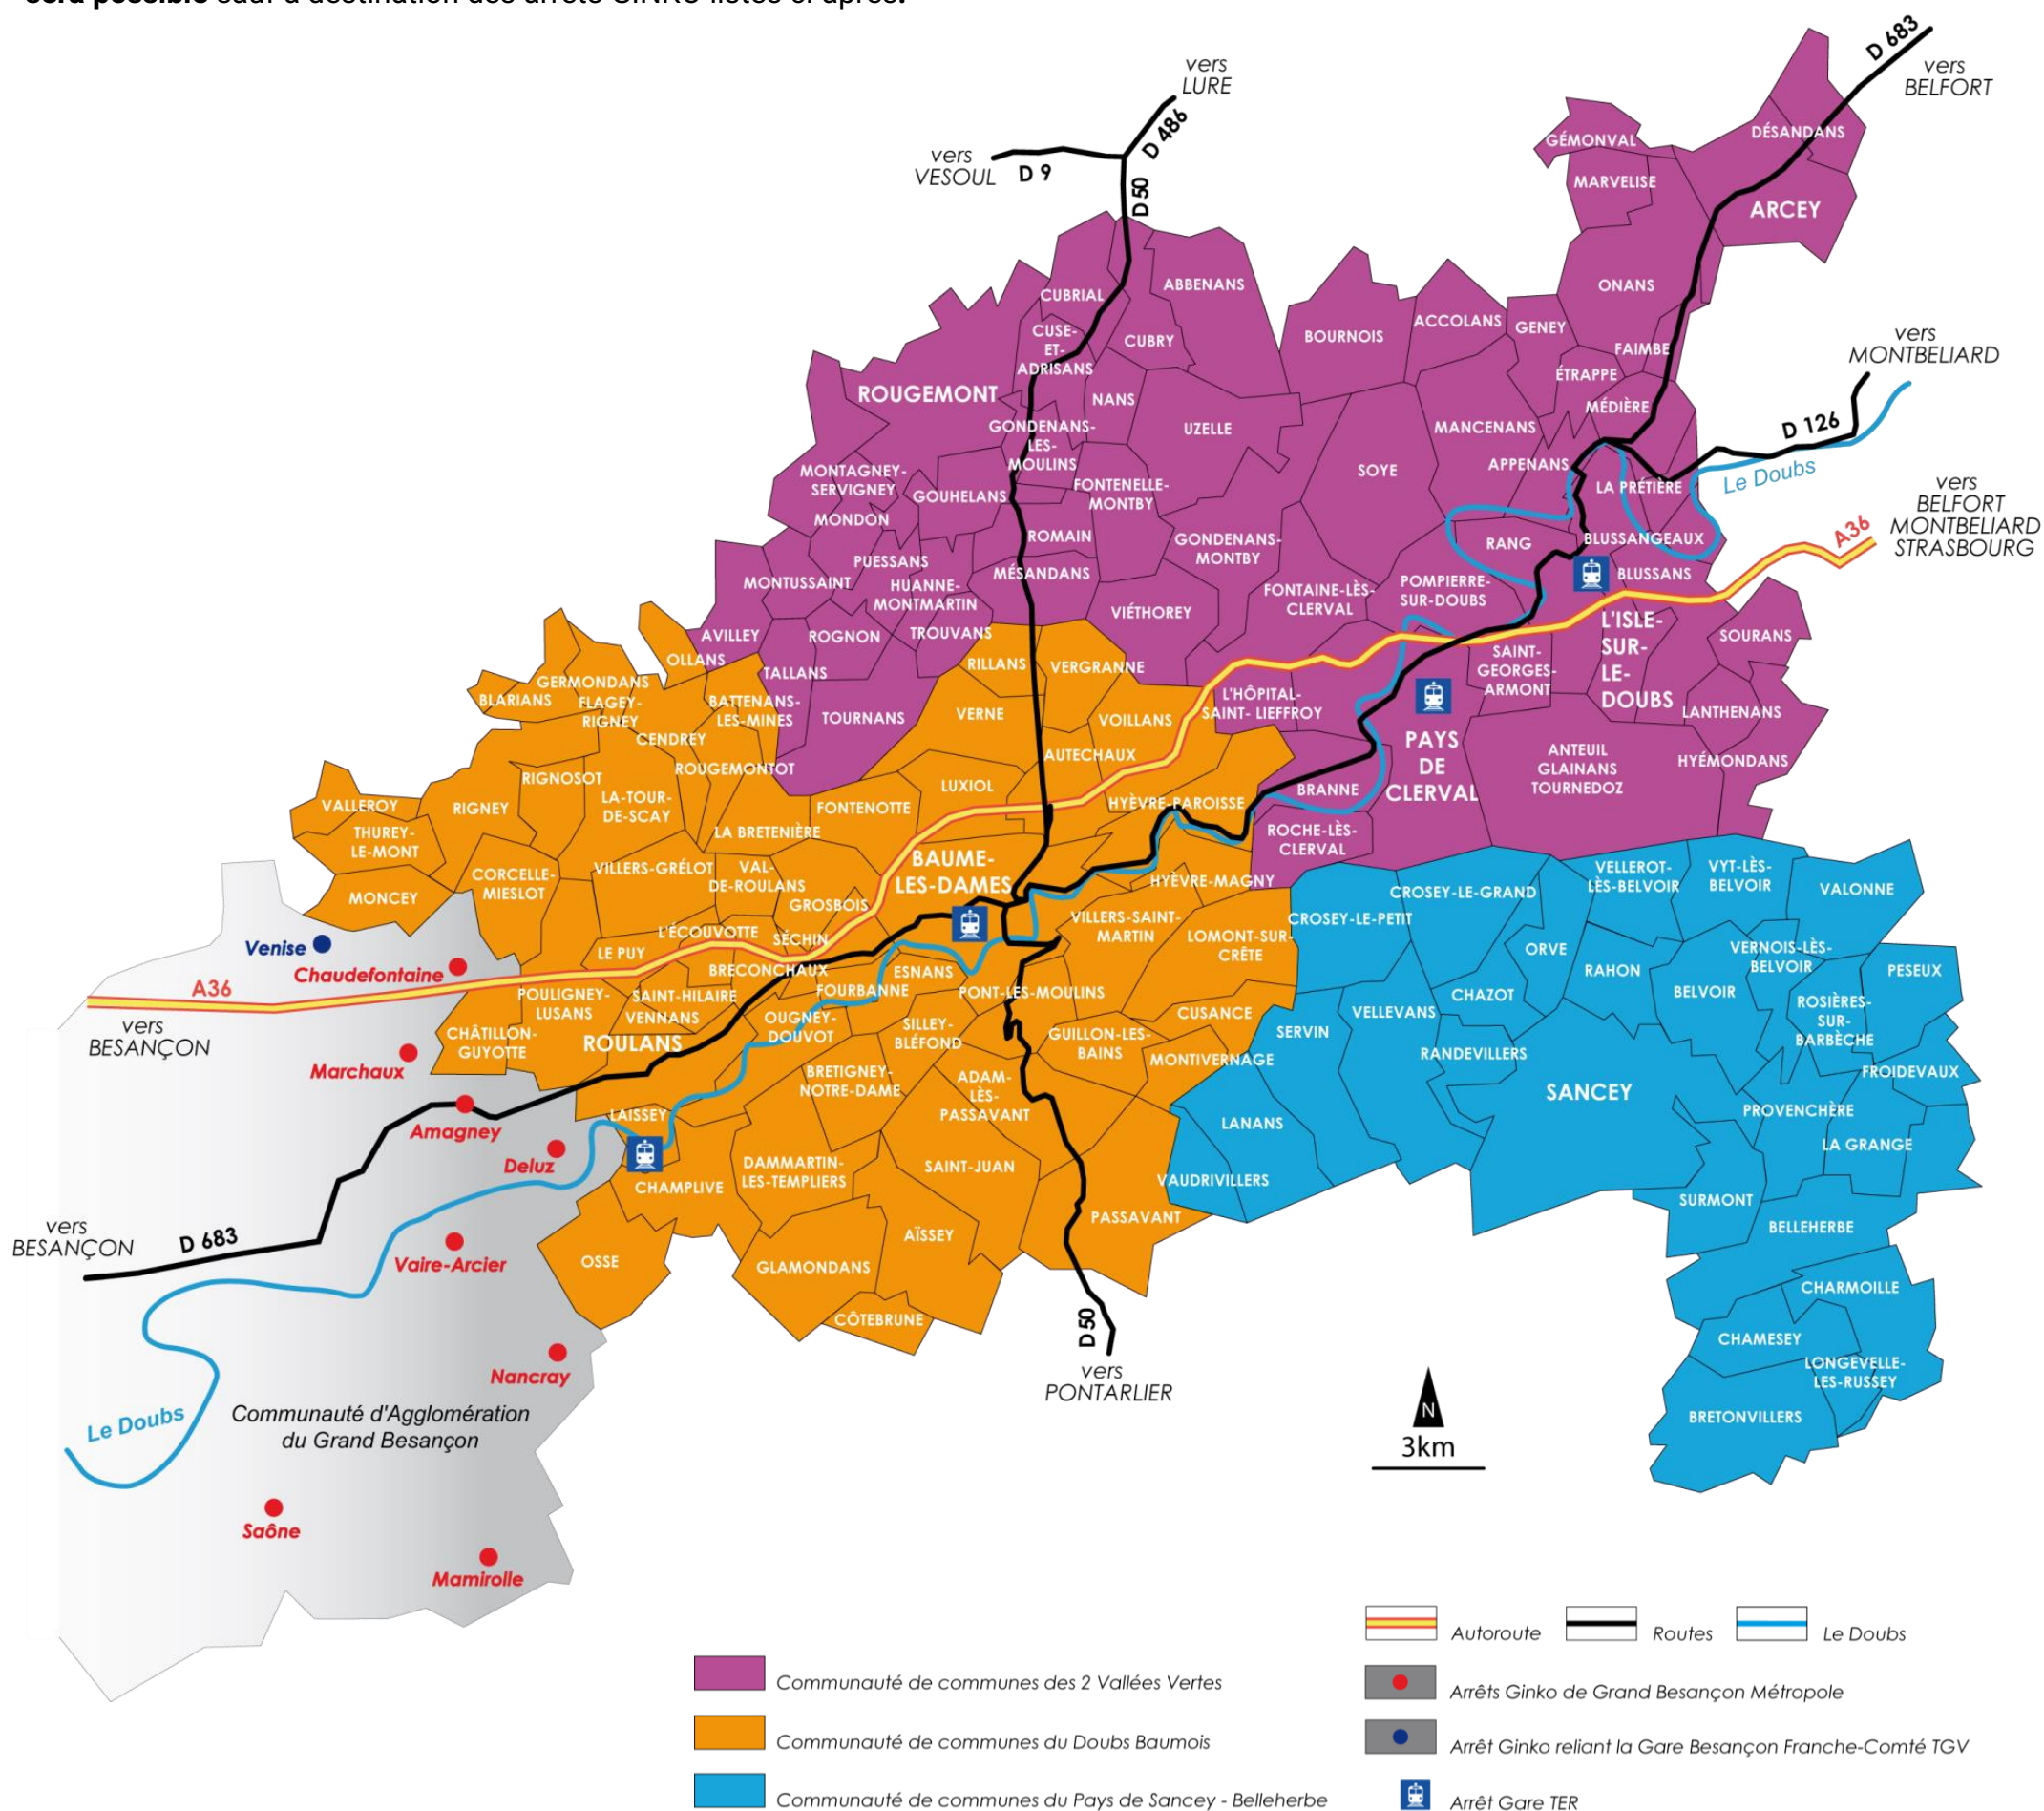 sera possible sauf à destination des arrêts GINKO listés ci-après.
D 683
vers
BELFORT
vers
LURE
D 486
vers
VESOUL
D 9
D 50
DÉSANDANS
GÉMONVAL
MARVELISE
ARCEY
ONANS
CUBRIAL
ABBENANS
CUSE-
ET-
ADRISANS
CUBRY
BOURNOIS
ACCOLANS
GENEY
FAIMBE
ÉTRAPPE
MÉDIÈRE
vers
MONTBELIARD
D 126
Le Doubs
ROUGEMONT
NANS
GONDENANS-
LES-
MOULINS
UZELLE
MANCENANS
SOYE
APPENANS
LA PRÉTIÈRE
MONTAGNEY-
SERVIGNEY
GOUHELANS
FONTENELLE-
MONTBY
MONDON
ROMAIN
GONDENANS-
MONTBY
RANG
BLUSSANGEAUX
BLUSSANS
vers
BELFORT
MONTBELIARD
STRASBOURG
A36
PUESSANS
MÉSANDANS
MONTUSSAINT
HUANNE-
MONTMARTIN
VIÉTHOREY
FONTAINE-LÈS-
CLERVAL
POMPIERRE-
SUR-DOUBS
L'ISLE-
SUR-
LE-
DOUBS
SOURANS
AVILLEY
ROGNON
TROUVANS
OLLANS
TALLANS
RILLANS
VERGRANNE
SAINT-
GEORGES-
ARMONT
GERMONDANS
BLARIANS
FLAGEY-
RIGNEY
BATTENANS-
LES-MINES
TOURNANS
VERNE
VOILLANS
L'HÔPITAL-
SAINT- LIEFFROY
LANTHENANS
CENDREY
AUTECHAUX
PAYS
DE
CLERVAL
ANTEUIL
GLAINANS
TOURNEDOZ
HYÉMONDANS
RIGNOSOT
ROUGEMONTOT
LUXIOL
BRANNE
VALLEROY
RIGNEY
LA-TOUR-
DE-SCAY
FONTENOTTE
HYÈVRE-PAROISSE
THUREY-
LE-MONT
LA BRETENIÈRE
ROCHE-LÈS-
CLERVAL
MONCEY
CORCELLE-
MIESLOT
VILLERS-GRÉLOT
VAL-
DE-ROULANS
BAUME-
LES-DAMES
HYÈVRE-MAGNY
CROSEY-LE-GRAND
VELLEROT-
LÈS-BELVOIR
VYT-LÈS-
BELVOIR
VALONNE
GROSBOIS
CROSEY-LE-PETIT
VILLERS-SAINT-
MARTIN
LOMONT-SUR-
CRÊTE
Venise
L'ÉCOUVOTTE
SÉCHIN
LE PUY
ORVE
RAHON
VERNOIS-LÈS-
BELVOIR
PESEUX
Chaudefontaine
A36
BRECONCHAUX
ESNANS
FOURBANNE
PONT-LES-MOULINS
CHAZOT
BELVOIR
ROSIÈRES-
SUR-
BARBÈCHE
vers
BESANÇON
POULIGNEY-
LUSANS
SAINT-HILAIRE
VENNANS
OUGNEY-
DOUVOT
SILLEY-
BLÉFOND
CUSANCE
SERVIN
VELLEVANS
CHÂTILLON-
GUYOTTE
ROULANS
GUILLON-LES-
BAINS
MONTIVERNAGE
RANDEVILLERS
Marchaux
BRETIGNEY-
NOTRE-DAME
ADAM-
LÈS-
PASSAVANT
SANCEY
FROIDEVAUX
PROVENCHÈRE
LAISSEY
LANANS
LA GRANGE
Amagney
Deluz
DAMMARTIN-
LES-TEMPLIERS
SAINT-JUAN
VAUDRIVILLERS
CHAMPLIVE
SURMONT
PASSAVANT
BELLEHERBE
vers
BESANÇON
D 683
AÏSSEY
Vaire-Arcier
OSSE
GLAMONDANS
CHARMOILLE
CÔTEBRUNE
D 50
CHAMESEY
vers
PONTARLIER
LONGEVELLE-
LES-RUSSEY
Nancray
Le Doubs
Communauté d'Agglomération
du Grand Besançon
N
3km
BRETONVILLERS
Saône
Mamirolle
Autoroute
Routes
Le Doubs
Communauté de communes des 2 Vallées Vertes
Arrêts Ginko de Grand Besançon Métropole
Communauté de communes du Doubs Baumois
Arrêt Ginko reliant la Gare Besançon Franche-Comté TGV
Communauté de communes du Pays de Sancey - Belleherbe
Arrêt Gare TER